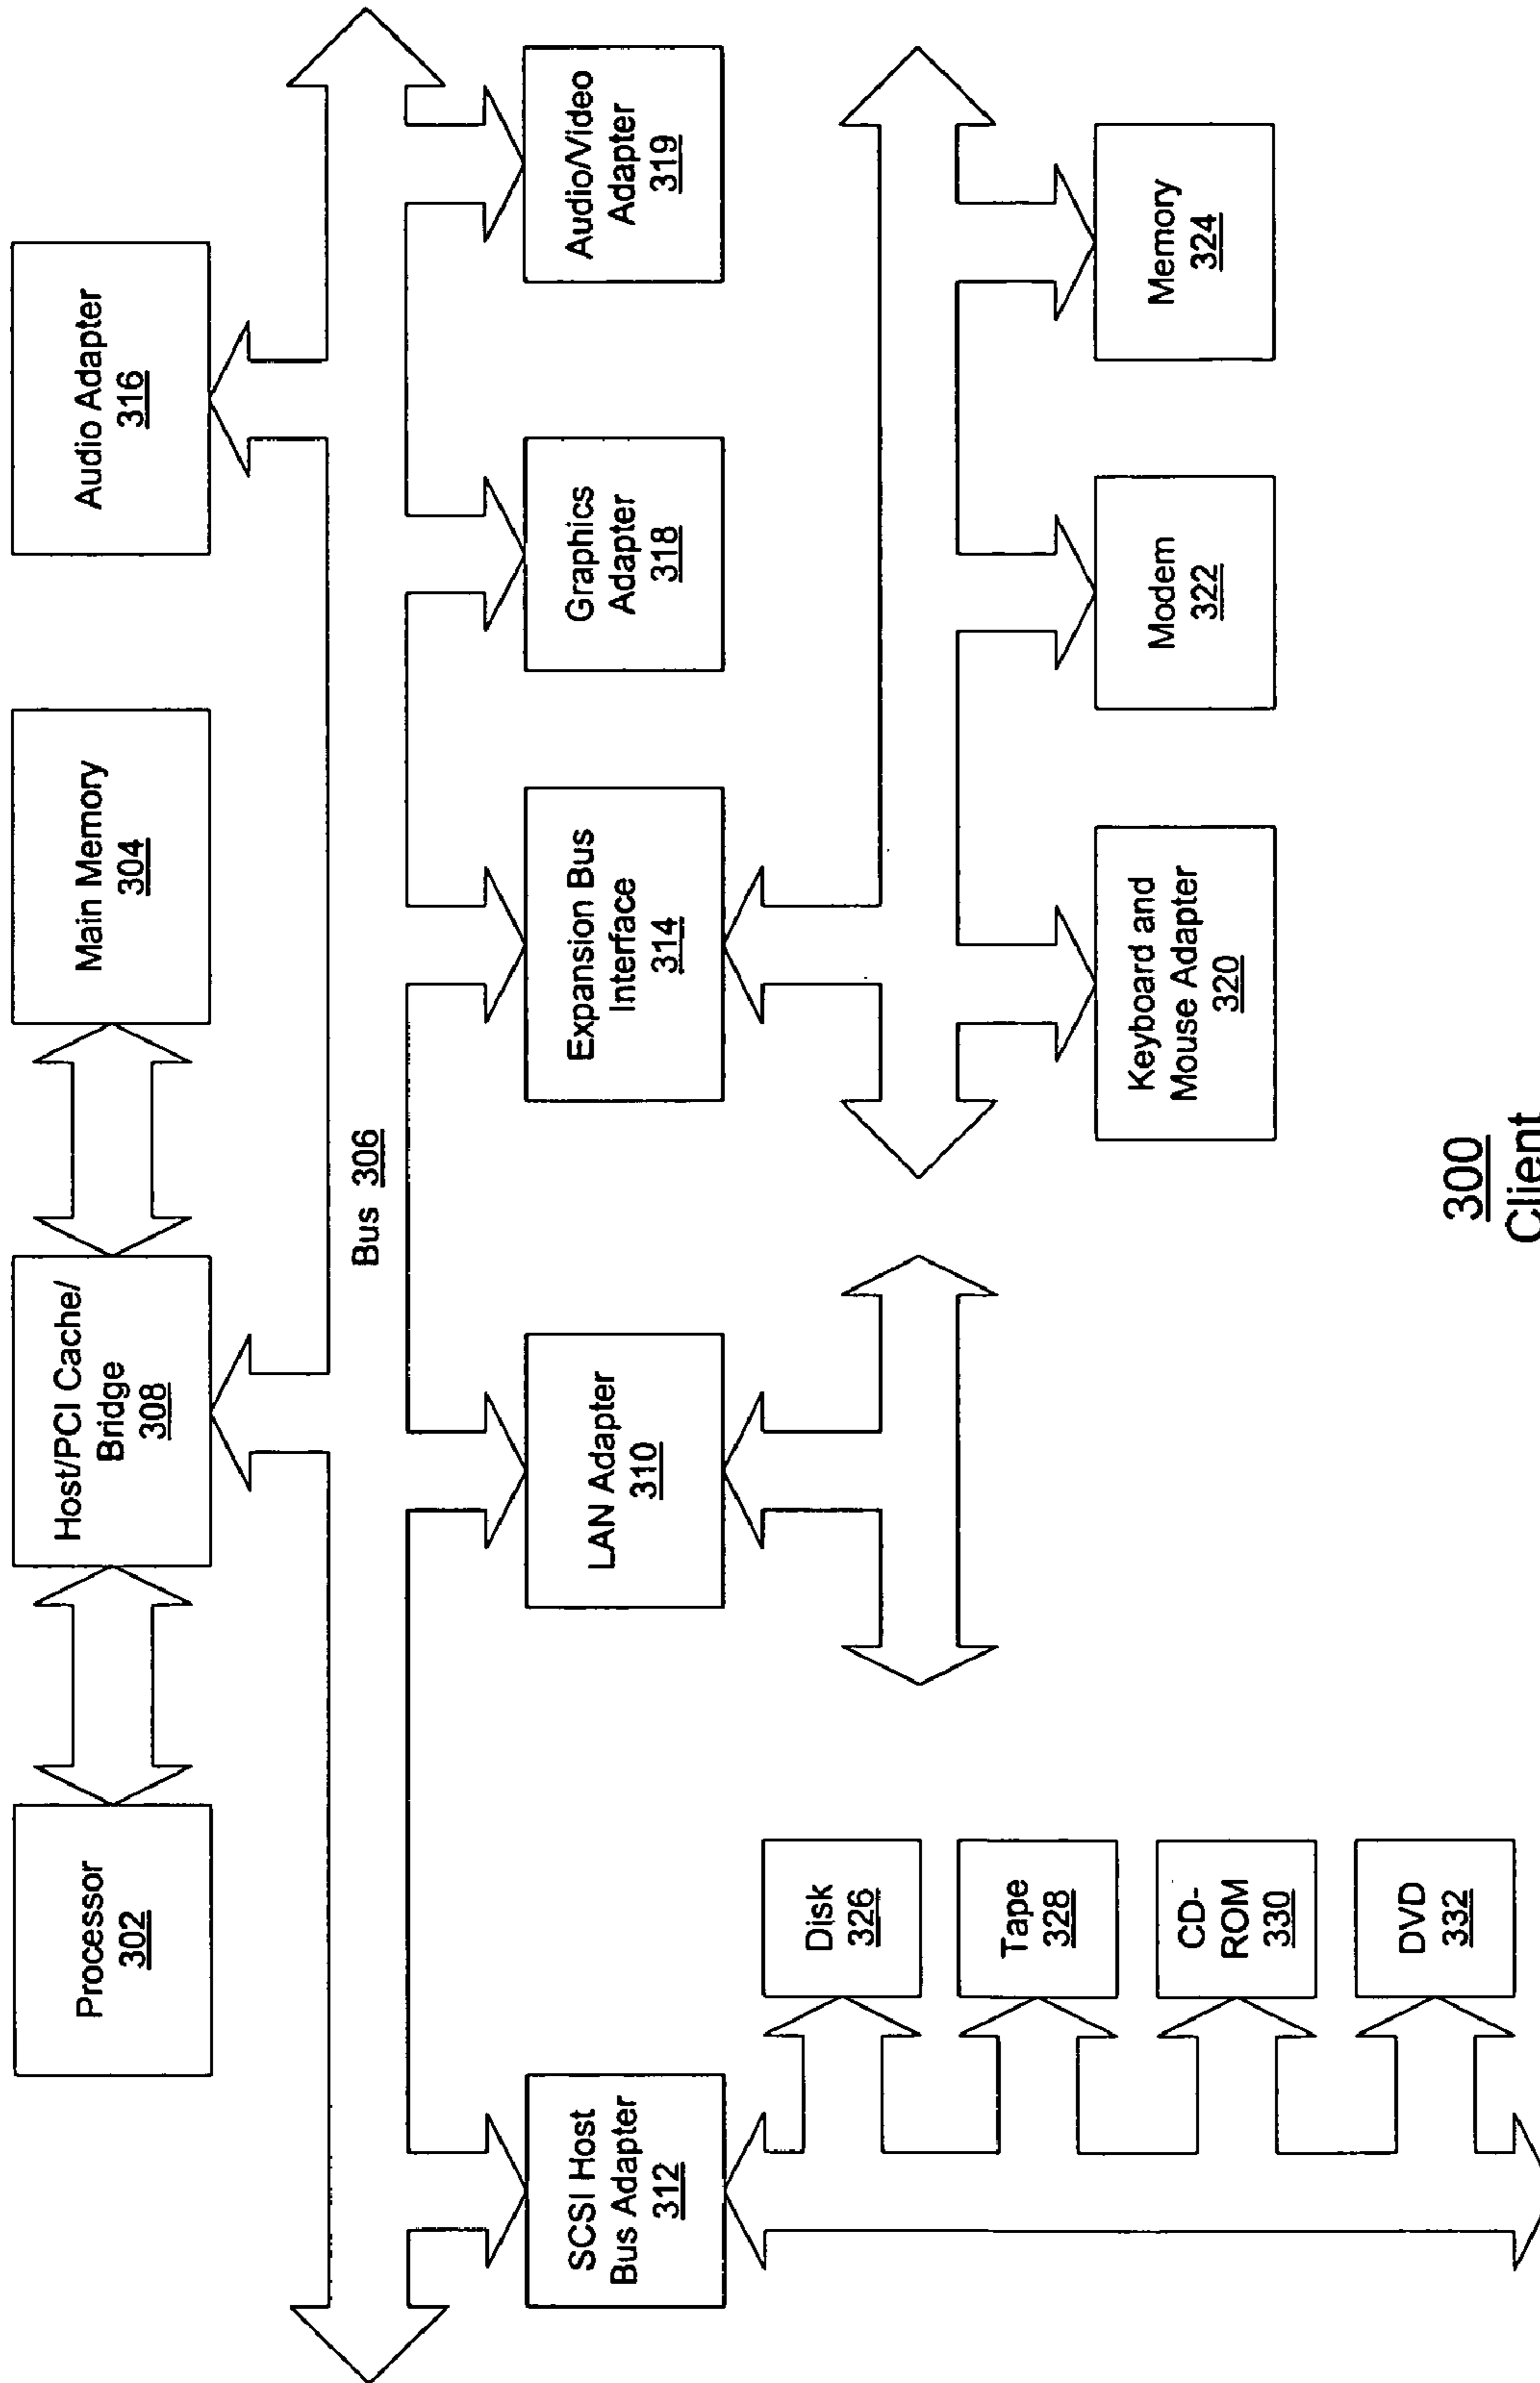 Processor
302
Host/PCI Cache/
Bridge
308
Main Memory
304
Audio Adapter
316
Bus 306
SCSI Host
Bus Adapter
312
LAN Adapter
310
Expansion Bus
Interface
314
Graphics
Adapter
318
Audio/Video
Adapter
319
Disk
326
Tape
328
CD-
ROM
330
DVD
332
Keyboard and
Mouse Adapter
320
Modem
322
Memory
324
300
Client